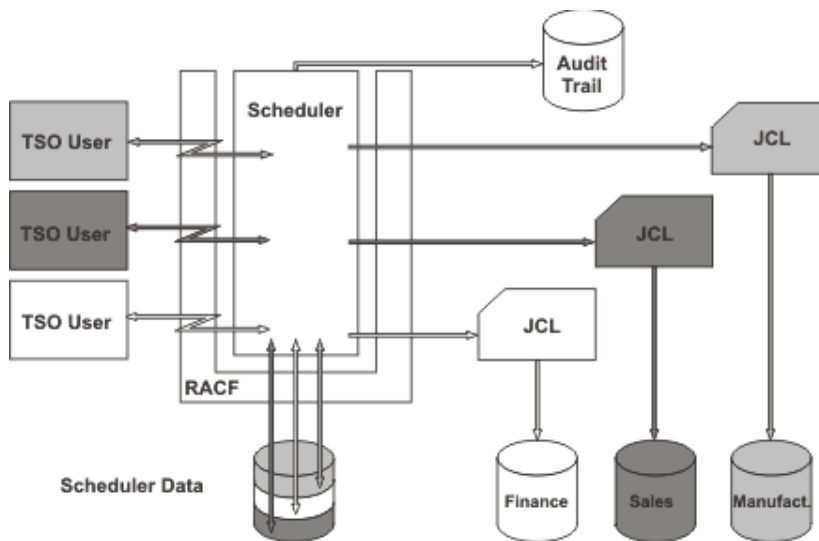 Audit
Trail
Scheduler
TSO User
JCL
TSO User
JCL
TSO User
JCL
RACF
Scheduler Data
Finance
Sales
Manufact.